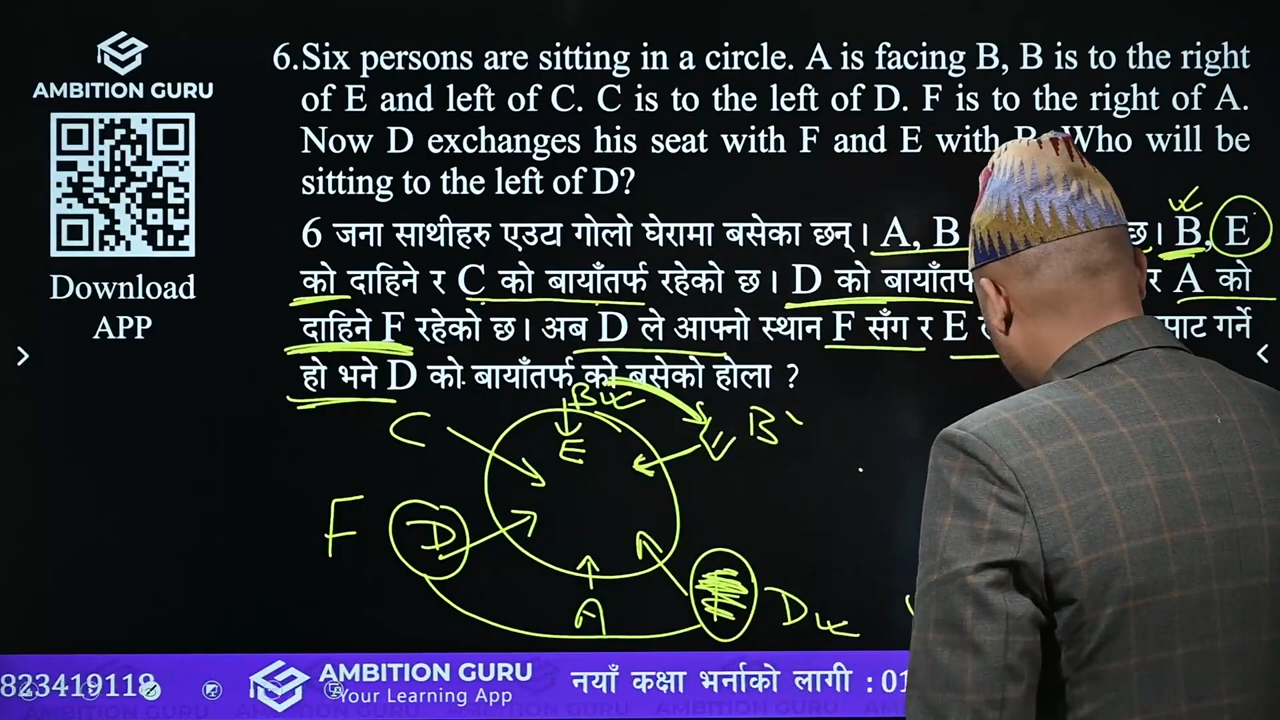 AMBITION GURU
Download
APP
6.Six persons are sitting in a circle. A is facing B, B is to the right
of E and left of C. C is to the left of D. F is to the right of A.
Now D exchanges his seat with F and E with Who will be
sitting to the left of D?
6 जना साथीहरु एउटा गोलो घेरामा बसेका छन्। A, B छ। B, E
को दाहिने र C को बायाँतर्फ रहेको छ। D को बायाँतर्फ र A को
दाहिने F रहेको छ। अब D ले आफ्नो स्थान F सँग र E गर्ने
हो भने D को बायाँतर्फ को बसेको होला ?
B
C E B
E
F D
F D
A
823419118 AMBITION GURU नयाँ कक्षा भर्नाको लागी : 01
Your Learning App